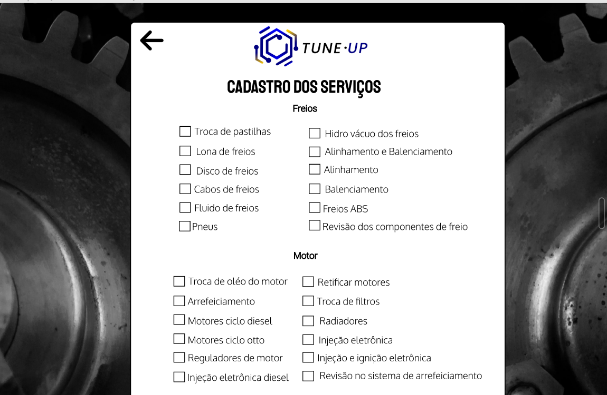 TUNE·UP
CADASTRO DOS SERVIÇOS
Freios
Troca de pastilhas
Hidro vácuo dos freios
Lona de freios
Alinhamento e Balenciamento
Disco de freios
Alinhamento
Cabos de freios
Balenciamento
Fluido de freios
Freios ABS
Pneus
Revisão dos componentes de freio
Motor
Troca de oléo do motor
Retificar motores
Arrefeiciamento
Troca de filtros
Motores ciclo diesel
Radiadores
Motores ciclo otto
Injeção eletrônica
Reguladores de motor
Injeção e ignicão eletrônica
Injeção eletrônica diesel
Revisão no sistema de arrefeiciamento